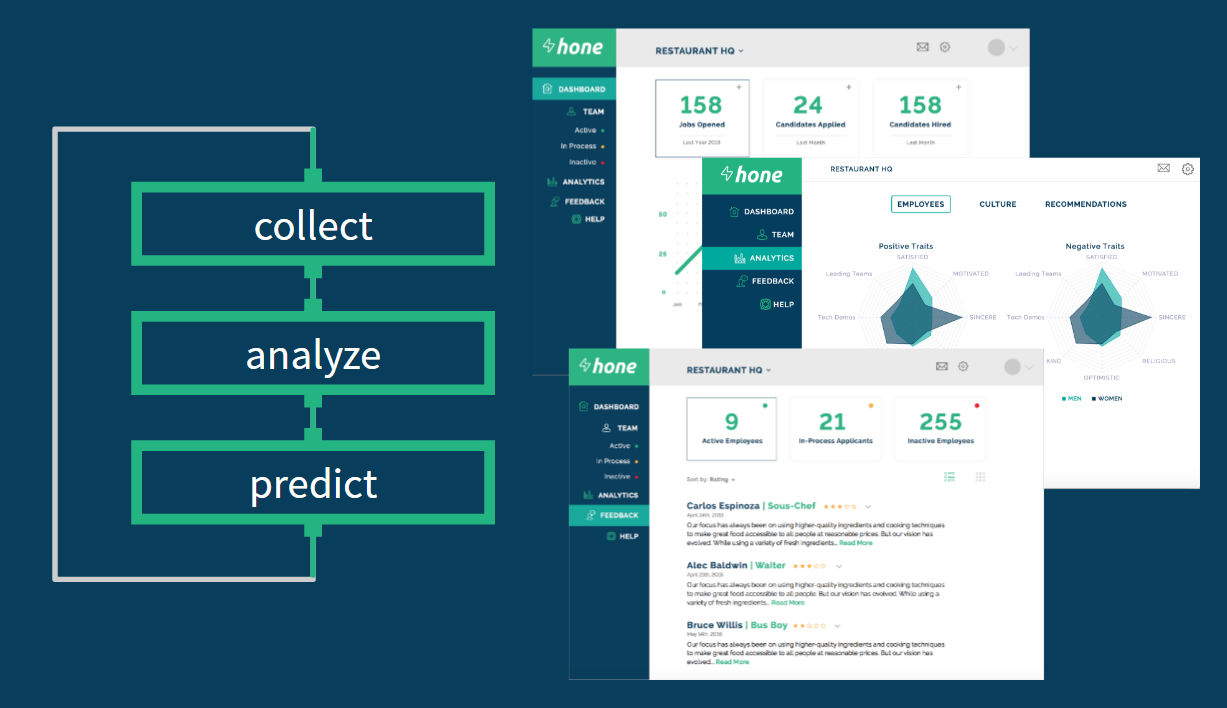 collect
analyze
predict
hone
RESTAURANT HQ
DASHBOARD
TEAM
Active
In Process
Inactive
ANALYTICS
FEEDBACK
HELP
158
Jobs Opened
Last Year 2018
24
Candidates Applied
Last Month
158
Candidates Hired
Last Month
50
25
0
JAN
hone
RESTAURANT HQ
DASHBOARD
TEAM
ANALYTICS
FEEDBACK
HELP
EMPLOYEES CULTURE RECOMMENDATIONS
Positive Traits
SATISFIED
Leading Teams MOTIVATED
Tech Demos SINCERE
Negative Traits
SATISFIED
Leading Teams MOTIVATED
Tech Demos SINCERE
KIND RELIGIOUS
OPTIMISTIC
MEN WOMEN
hone
RESTAURANT HQ
DASHBOARD
TEAM
Active
In Process
Inactive
ANALYTICS
FEEDBACK
HELP
9
Active Employees
21
In-Process Applicants
255
Inactive Employees
Sort by: Rating
Carlos Espinoza | Sous-Chef
April 24th, 2018
Our focus has always been on using higher-quality ingredients and cooking techniques
to make great food accessible to all people at reasonable prices. But our vision has
evolved. While using a variety of fresh ingredients... Read More
Alec Baldwin | Waiter
Our focus has always been on using higher-quality ingredients and cooking techniques
to make great food accessible to all people. But our vision has evolved. While using a
variety of fresh ingredients... Read More
Bruce Willis | Bus Boy
May 14th, 2018
Our focus has always been on using higher-quality ingredients and cooking techniques
to make great food accessible to all people at reasonable prices. But our vision has
evolved... Read More